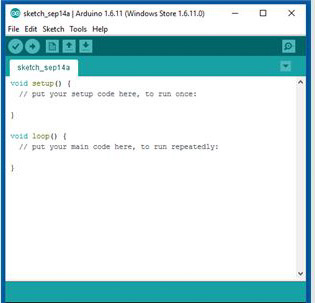 sketch_sep14a | Arduino 1.6.11 (Windows Store 1.6.11.0)
File Edit Sketch Tools Help
sketch_sep14a
void setup() {
// put your setup code here, to run once:
}
void loop() {
// put your main code here, to run repeatedly:
}